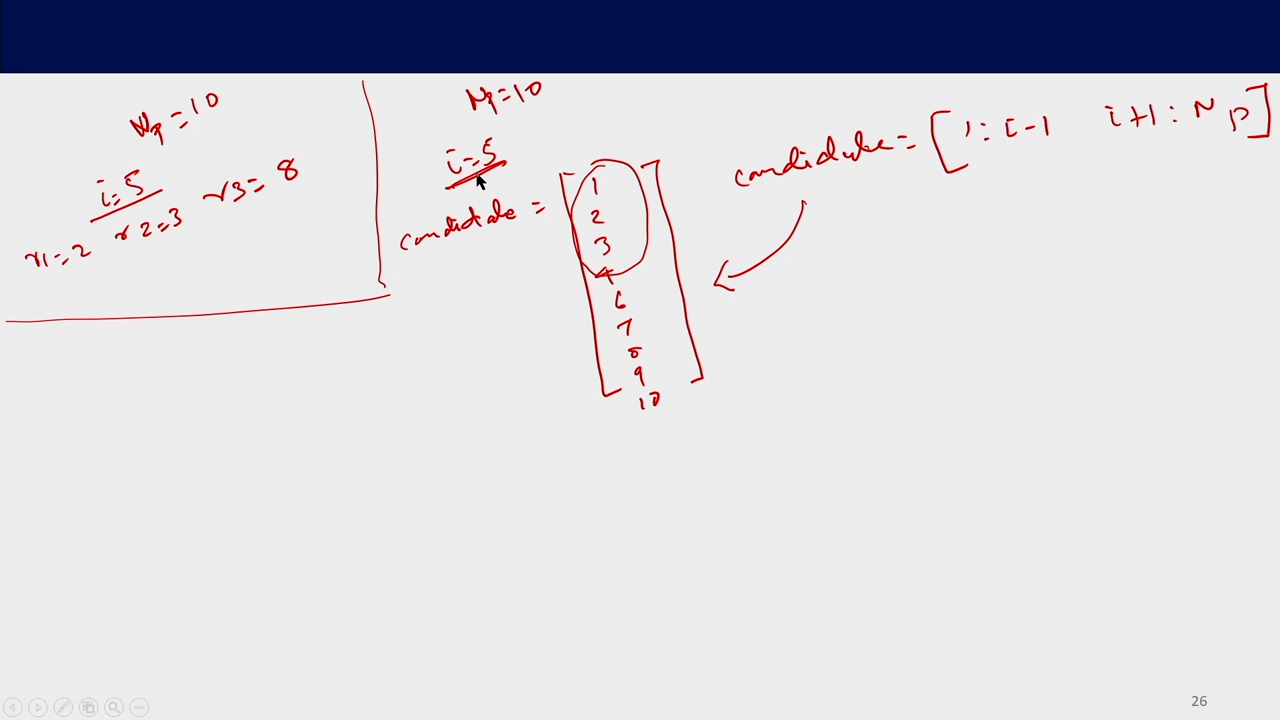 Np=10
i=5
r1=2 r2=3 r3=8
Np=10
i=5
candidate =
1
2
3
4
6
7
8
9
10
candidate = [1:i-1 i+1:Np]
26